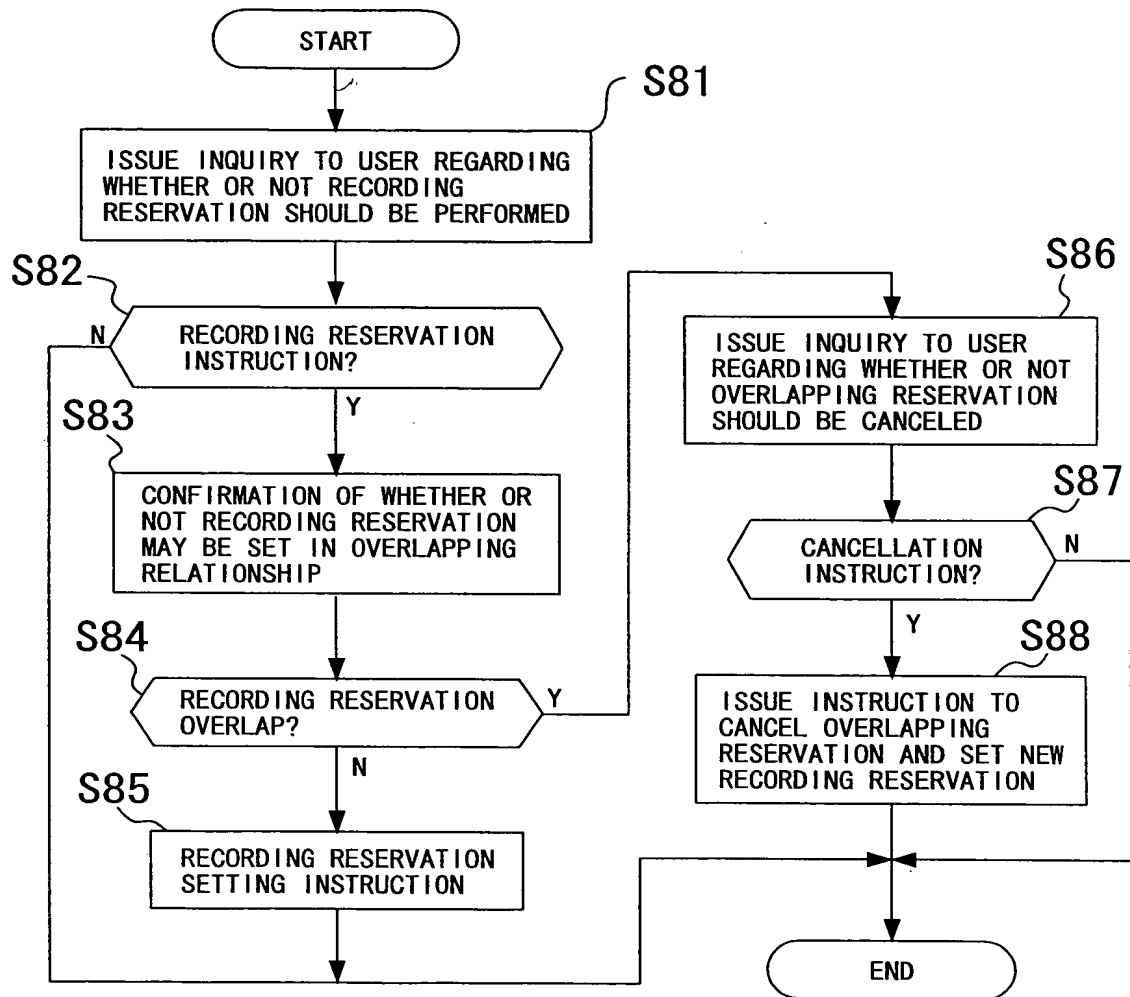 START
S81
ISSUE INQUIRY TO USER REGARDING
WHETHER OR NOT RECORDING
RESERVATION SHOULD BE PERFORMED
S82
N
RECORDING RESERVATION
INSTRUCTION?
Y
S83
CONFIRMATION OF WHETHER OR
NOT RECORDING RESERVATION
MAY BE SET IN OVERLAPPING
RELATIONSHIP
S84
RECORDING RESERVATION
OVERLAP?
Y
N
S85
RECORDING RESERVATION
SETTING INSTRUCTION
S86
ISSUE INQUIRY TO USER
REGARDING WHETHER OR NOT
OVERLAPPING RESERVATION
SHOULD BE CANCELED
S87
CANCELLATION
INSTRUCTION?
N
Y
S88
ISSUE INSTRUCTION TO
CANCEL OVERLAPPING
RESERVATION AND SET NEW
RECORDING RESERVATION
END